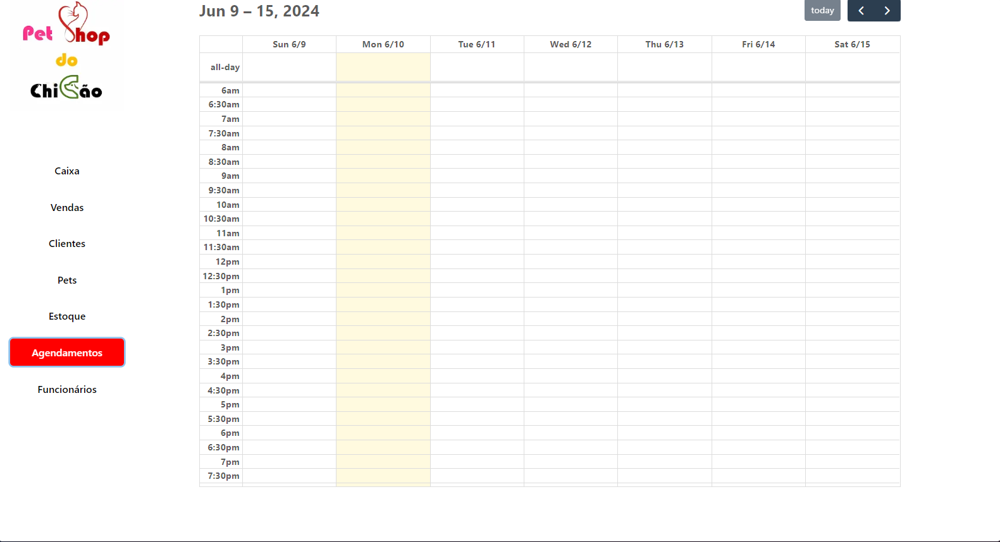 Pet Shop
do
ChiCão
Caixa
Vendas
Clientes
Pets
Estoque
Agendamentos
Funcionários
Jun 9 – 15, 2024
today
Sun 6/9 Mon 6/10 Tue 6/11 Wed 6/12 Thu 6/13 Fri 6/14 Sat 6/15
all-day
6am
6:30am
7am
7:30am
8am
8:30am
9am
9:30am
10am
10:30am
11am
11:30am
12pm
12:30pm
1pm
1:30pm
2pm
2:30pm
3pm
3:30pm
4pm
4:30pm
5pm
5:30pm
6pm
6:30pm
7pm
7:30pm